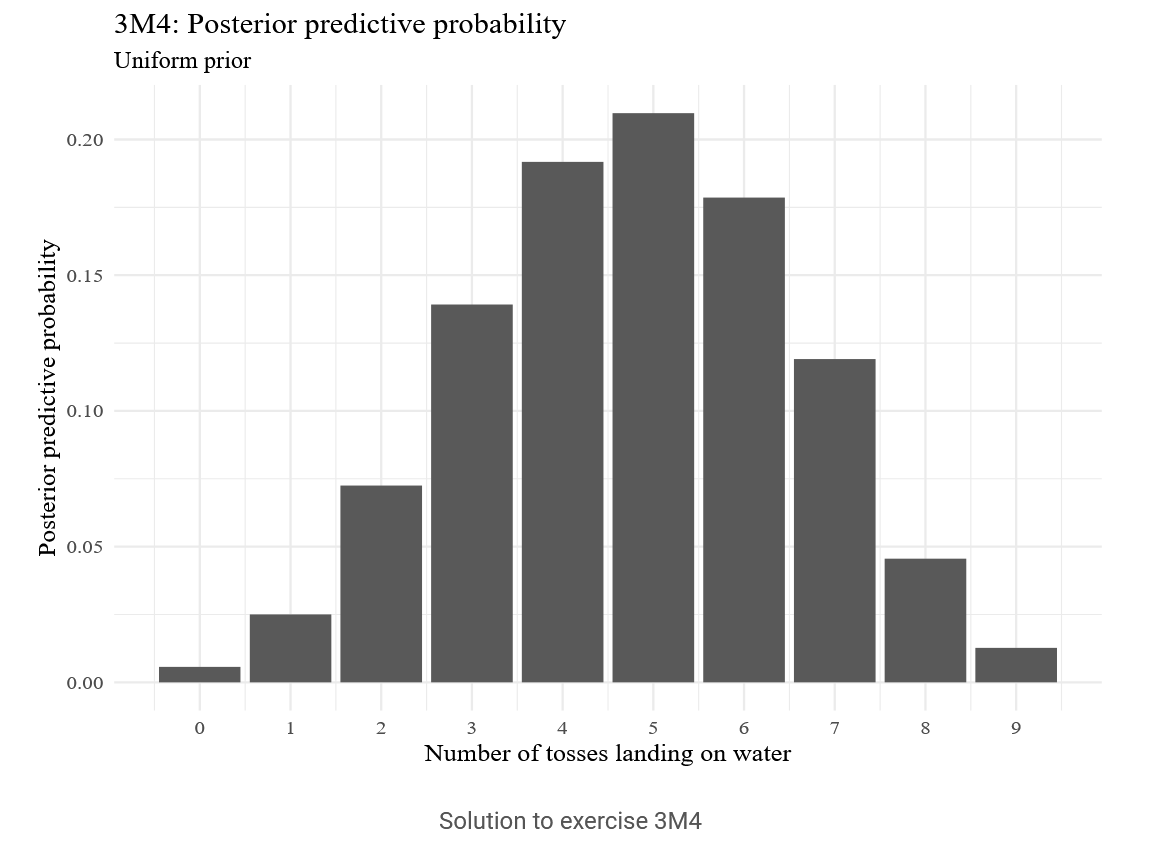 3M4: Posterior predictive probability
Uniform prior
Posterior predictive probability
0.20
0.15
0.10
0.05
0.00
0 1 2 3 4 5 6 7 8 9
Number of tosses landing on water
Solution to exercise 3M4